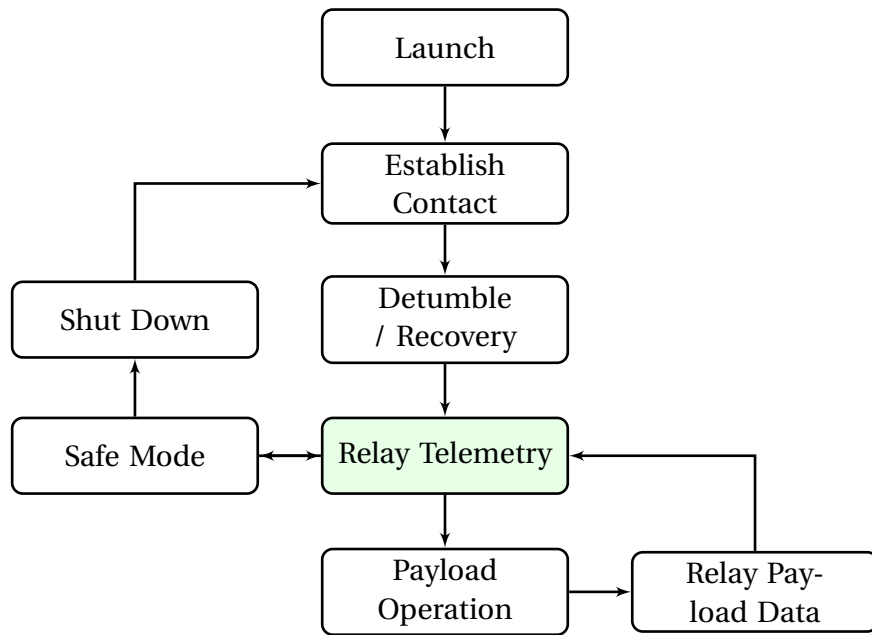 Launch
Establish
Contact
Detumble
/ Recovery
Shut Down
Safe Mode
Relay Telemetry
Payload
Operation
Relay Pay-
load Data